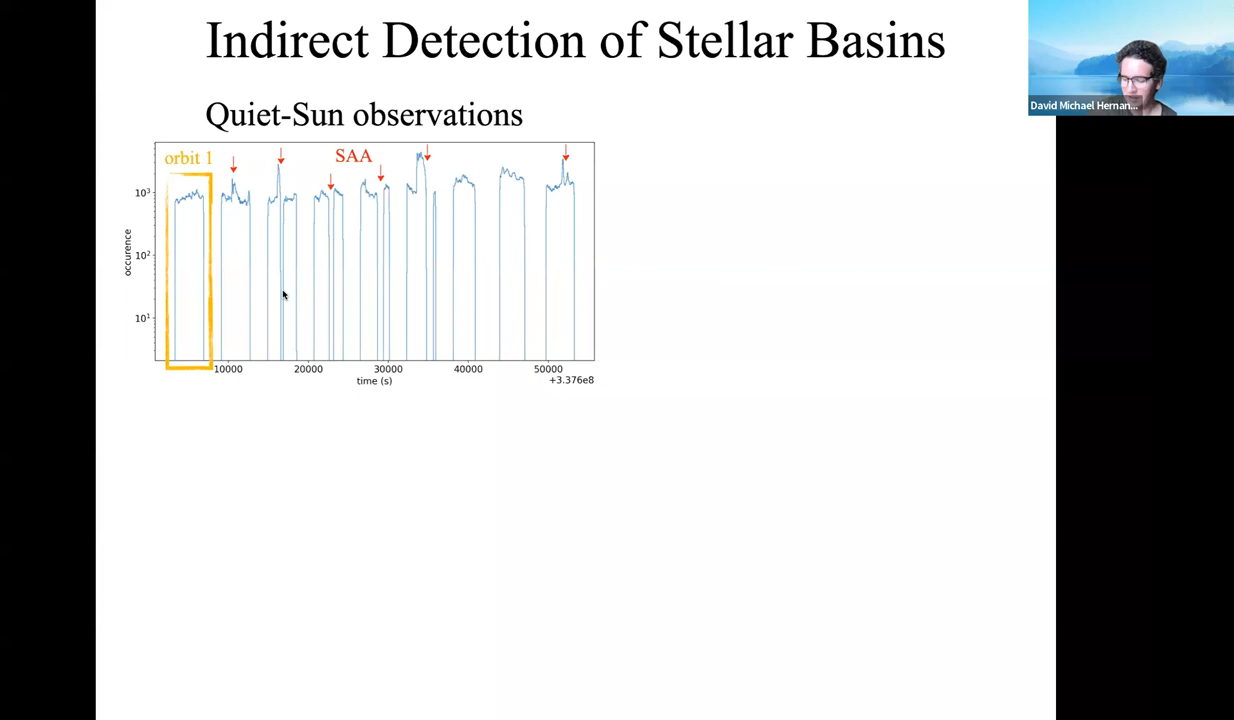 Indirect Detection of Stellar Basins
David Michael Hernan...
Quiet-Sun observations
orbit 1
SAA
10³
10²
10¹
occurence
10000
20000
30000
40000
50000
time (s)
+3.376e8